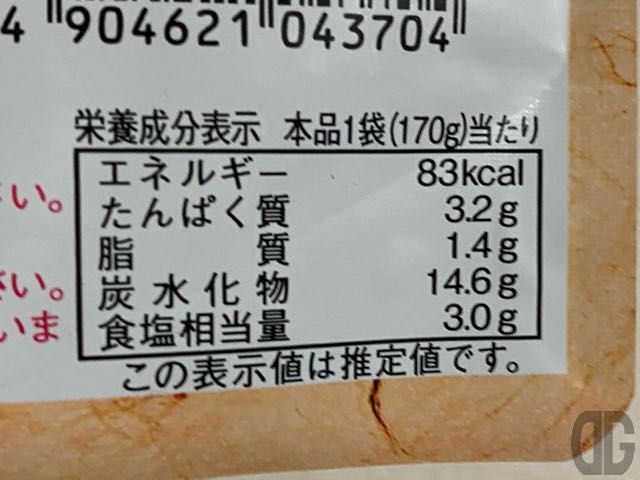 4 904621 043704
栄養成分表示 本品1袋(170g)当たり
エネルギー 83kcal
たんぱく質 3.2g
脂質 1.4g
炭水化物 14.6g
食塩相当量 3.0g
この表示値は推定値です。
さい。
さい。
いま
DG